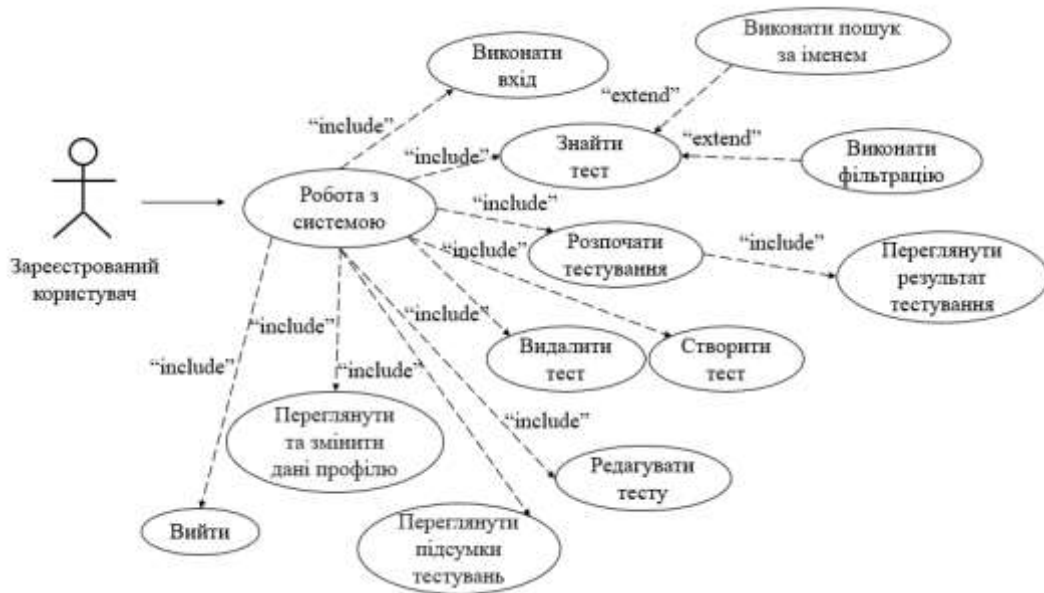 Виконати пошук
за іменем
Виконати
вхід
“extend”
“include”
“extend”
Знайти
тест
“include”
Виконати
фільтрацію
Робота з
системою
“include”
Розпочати
тестування
“include”
Переглянути
результат
тестування
“include”
Зареєстрований
користувач
“include”
“include”
Видалити
тест
Створити
тест
“include”
“include”
Переглянути
та змінити
дані профілю
“include”
Редагувати
тесту
Вийти
Переглянути
підсумки
тестувань